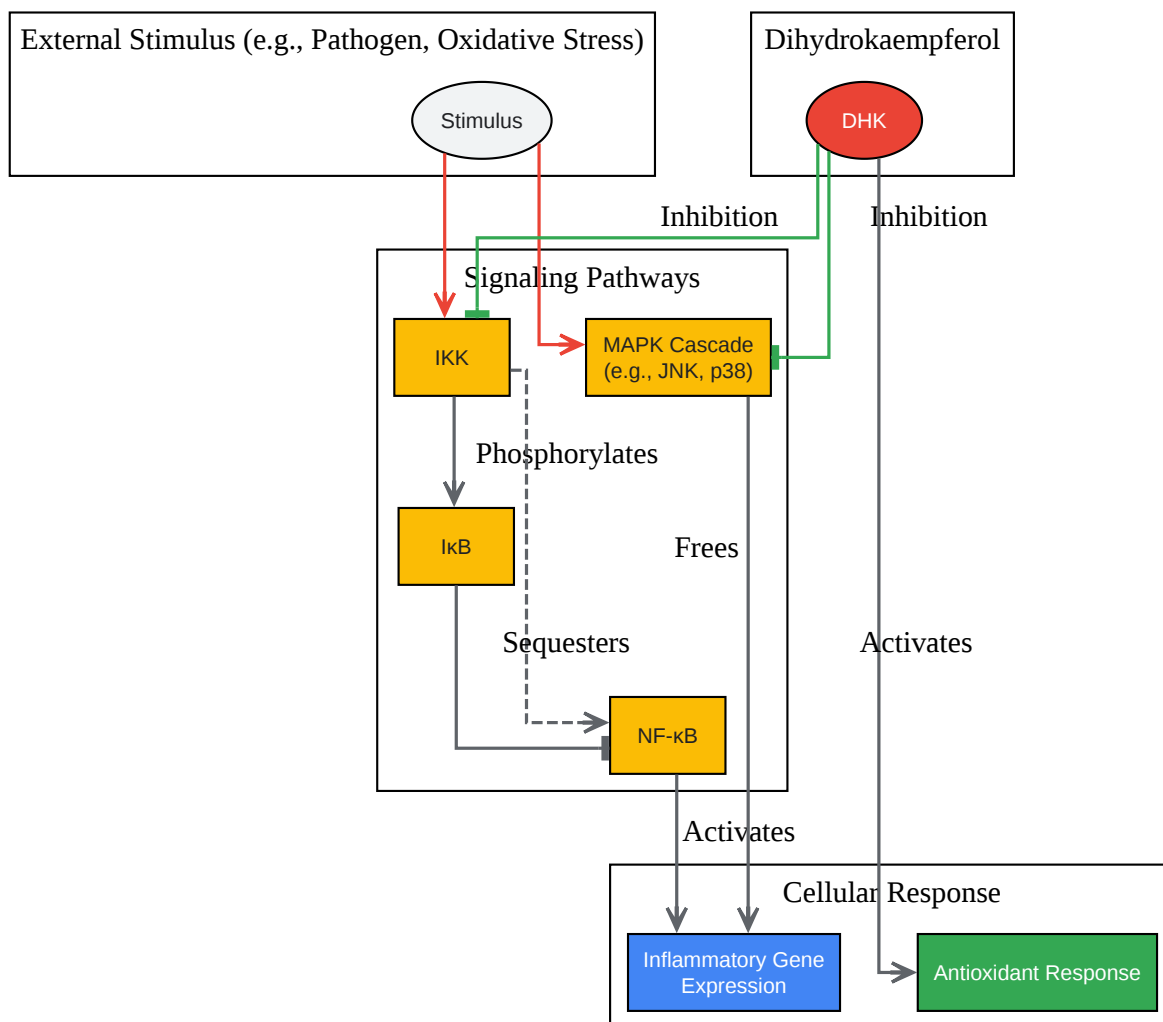 External Stimulus (e.g., Pathogen, Oxidative Stress)
Dihydrokaempferol
Stimulus
DHK
Inhibition
Inhibition
Signaling Pathways
IKK
MAPK Cascade
(e.g., JNK, p38)
Phosphorylates
IκB
Frees
Sequesters
Activates
NF-κB
Activates
Cellular Response
Inflammatory Gene
Expression
Antioxidant Response